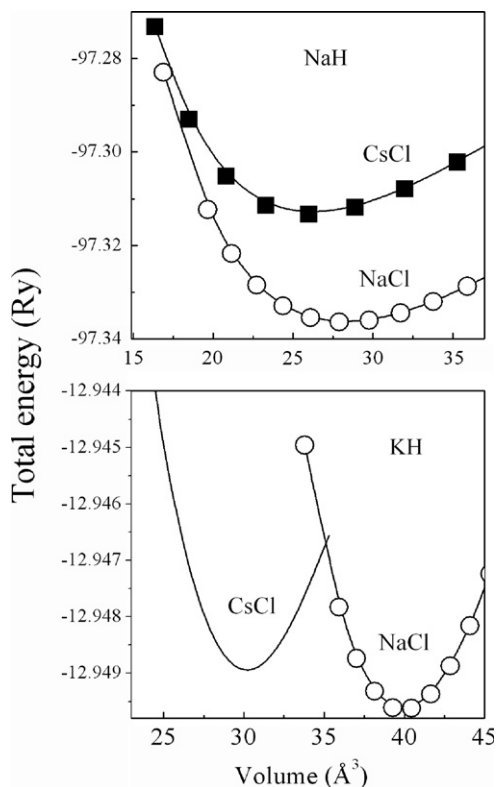 -97.28
NaH
-97.30
CsCl
-97.32
NaCl
-97.34
15 20 25 30 35
Total energy (Ry)
-12.944
-12.945
KH
-12.946
-12.947
CsCl
-12.948
NaCl
-12.949
25 30 35 40 45
Volume (Å³)